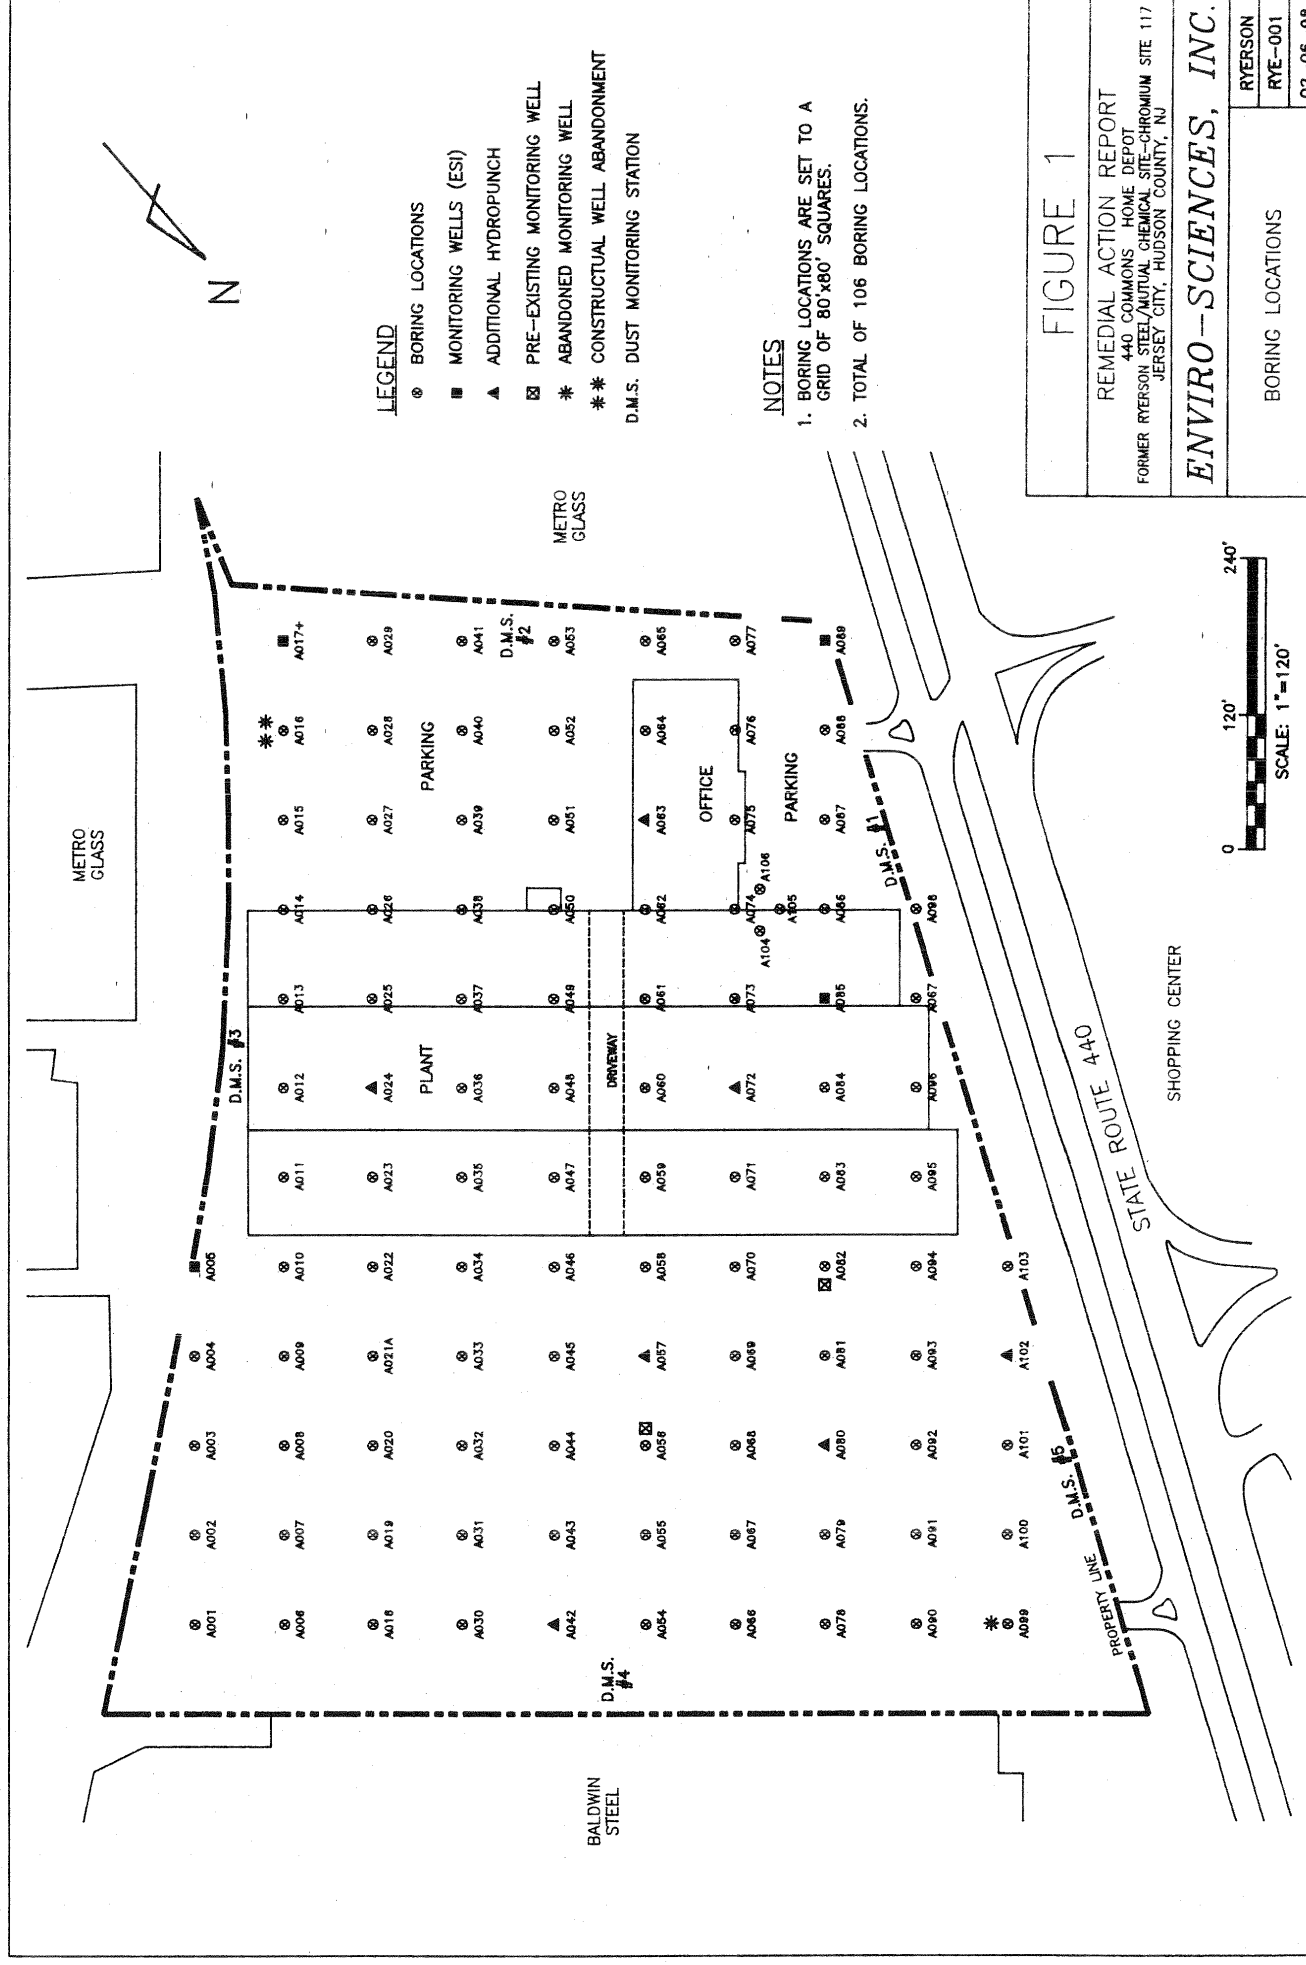 N
LEGEND
⊗ BORING LOCATIONS
■ MONITORING WELLS (ESI)
▲ ADDITIONAL HYDROPUNCH
⊠ PRE-EXISTING MONITORING WELL
* ABANDONED MONITORING WELL
** CONSTRUCTUAL WELL ABANDONMENT
D.M.S. DUST MONITORING STATION
NOTES
1. BORING LOCATIONS ARE SET TO A
GRID OF 80'x80' SQUARES.
2. TOTAL OF 106 BORING LOCATIONS.
METRO
GLASS
METRO
GLASS
BALDWIN
STEEL
A001
A002
A003
A004
A005
A006
A007
A008
A009
A010
A011
A012
A013
A014
A015
**
A016
A017+
A018
A019
A020
A021A
A022
A023
A024
A025
A026
A027
A028
A029
A030
A031
A032
A033
A034
A035
A036
A037
A038
A039
A040
A041
A042
A043
A044
A045
A046
A047
A048
A049
A050
A051
A052
A053
A054
A055
A056
A057
A058
A059
A060
A061
A062
A063
A064
A065
A066
A067
A068
A069
A070
A071
A072
A073
A074
A075
A076
A077
A078
A079
A080
A081
A082
A083
A084
A085
A086
A087
A088
A089
A090
A091
A092
A093
A094
A095
A096
A067
A098
*
A099
A100
A101
A102
A103
A104
A105
A106
D.M.S. #3
D.M.S.
#2
D.M.S. #1
D.M.S.
#4
D.M.S. #5
PARKING
PLANT
DRIVEWAY
OFFICE
PARKING
PROPERTY LINE
STATE ROUTE 440
SHOPPING CENTER
0 120' 240'
SCALE: 1"=120'
FIGURE 1
REMEDIAL ACTION REPORT
440 COMMONS HOME DEPOT
FORMER RYERSON STEEL/MUTUAL CHEMICAL SITE-CHROMIUM SITE 117
JERSEY CITY, HUDSON COUNTY, NJ
ENVIRO-SCIENCES, INC.
BORING LOCATIONS
RYERSON
RYE-001